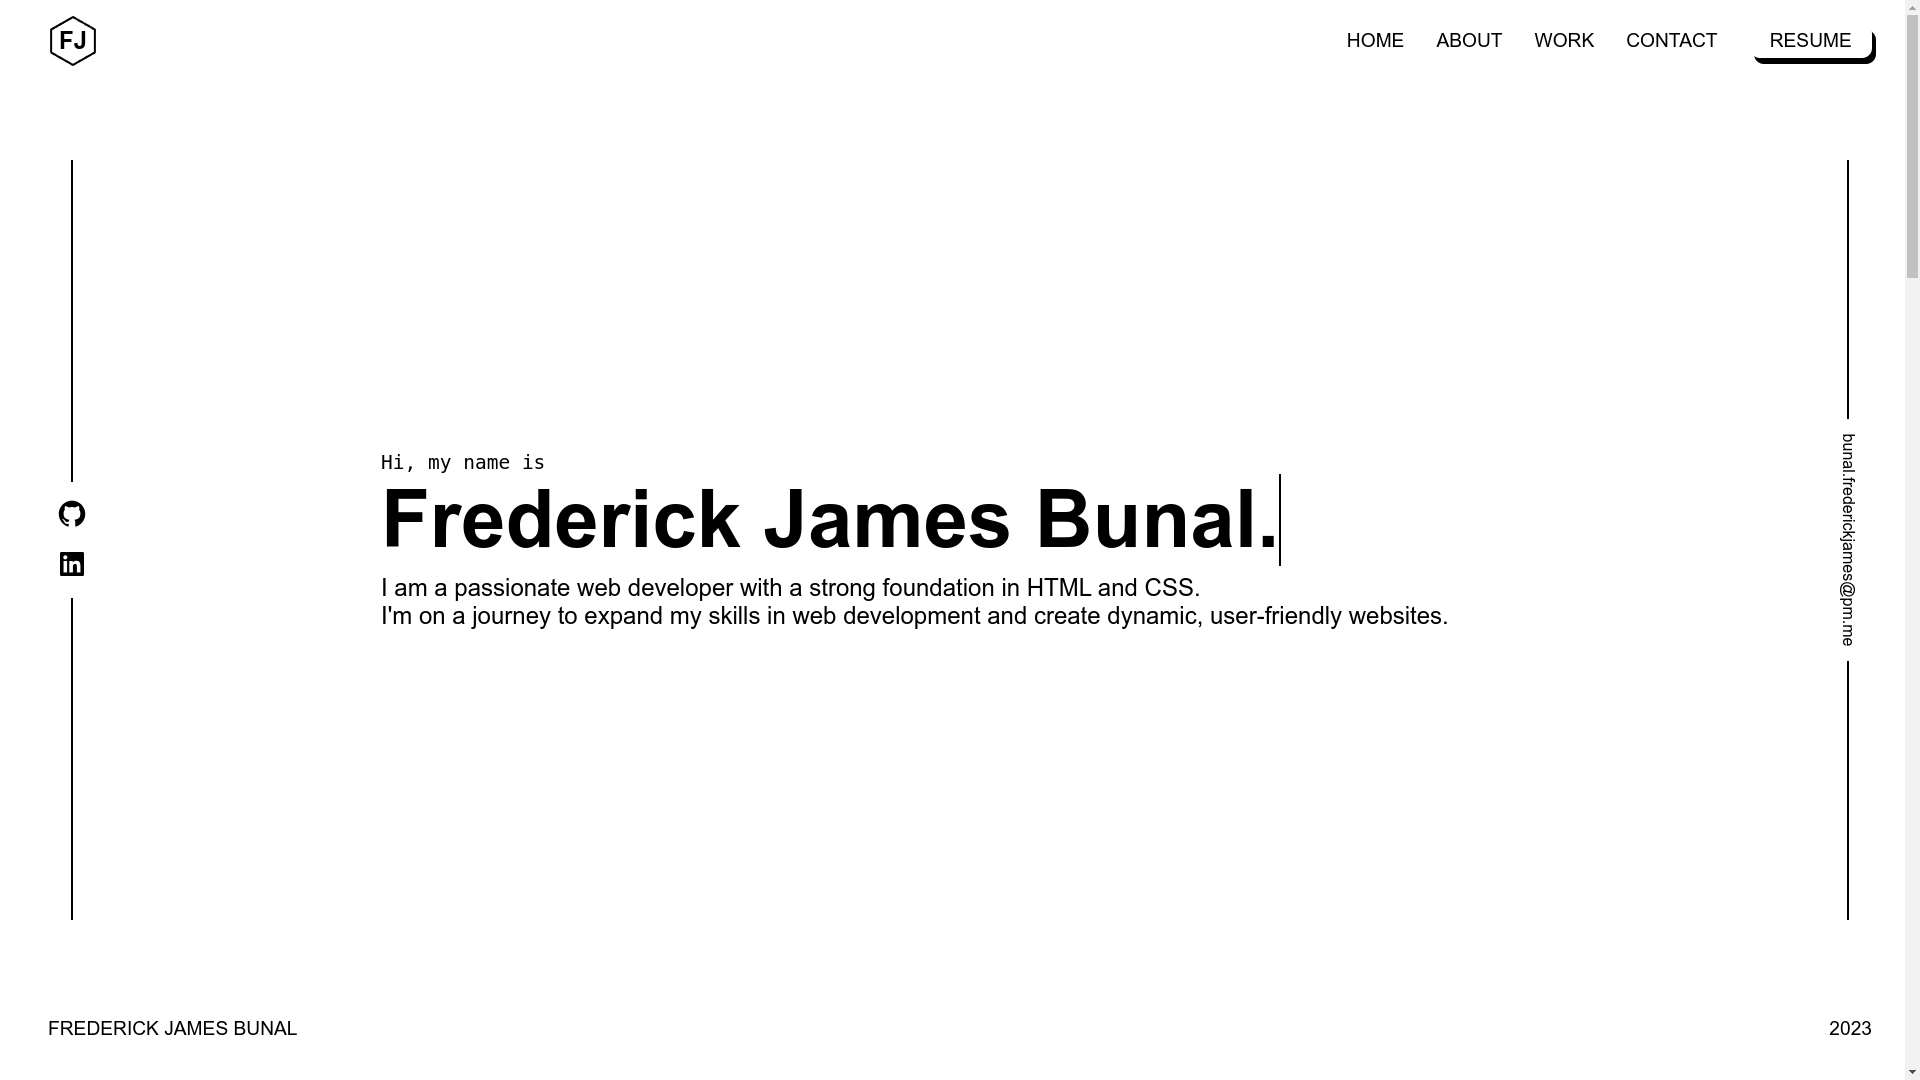 FJ
HOME
ABOUT
WORK
CONTACT
RESUME
Hi, my name is
Frederick James Bunal.
I am a passionate web developer with a strong foundation in HTML and CSS.
I'm on a journey to expand my skills in web development and create dynamic, user-friendly websites.
in
bunal.frederickjames@pm.me
FREDERICK JAMES BUNAL
2023